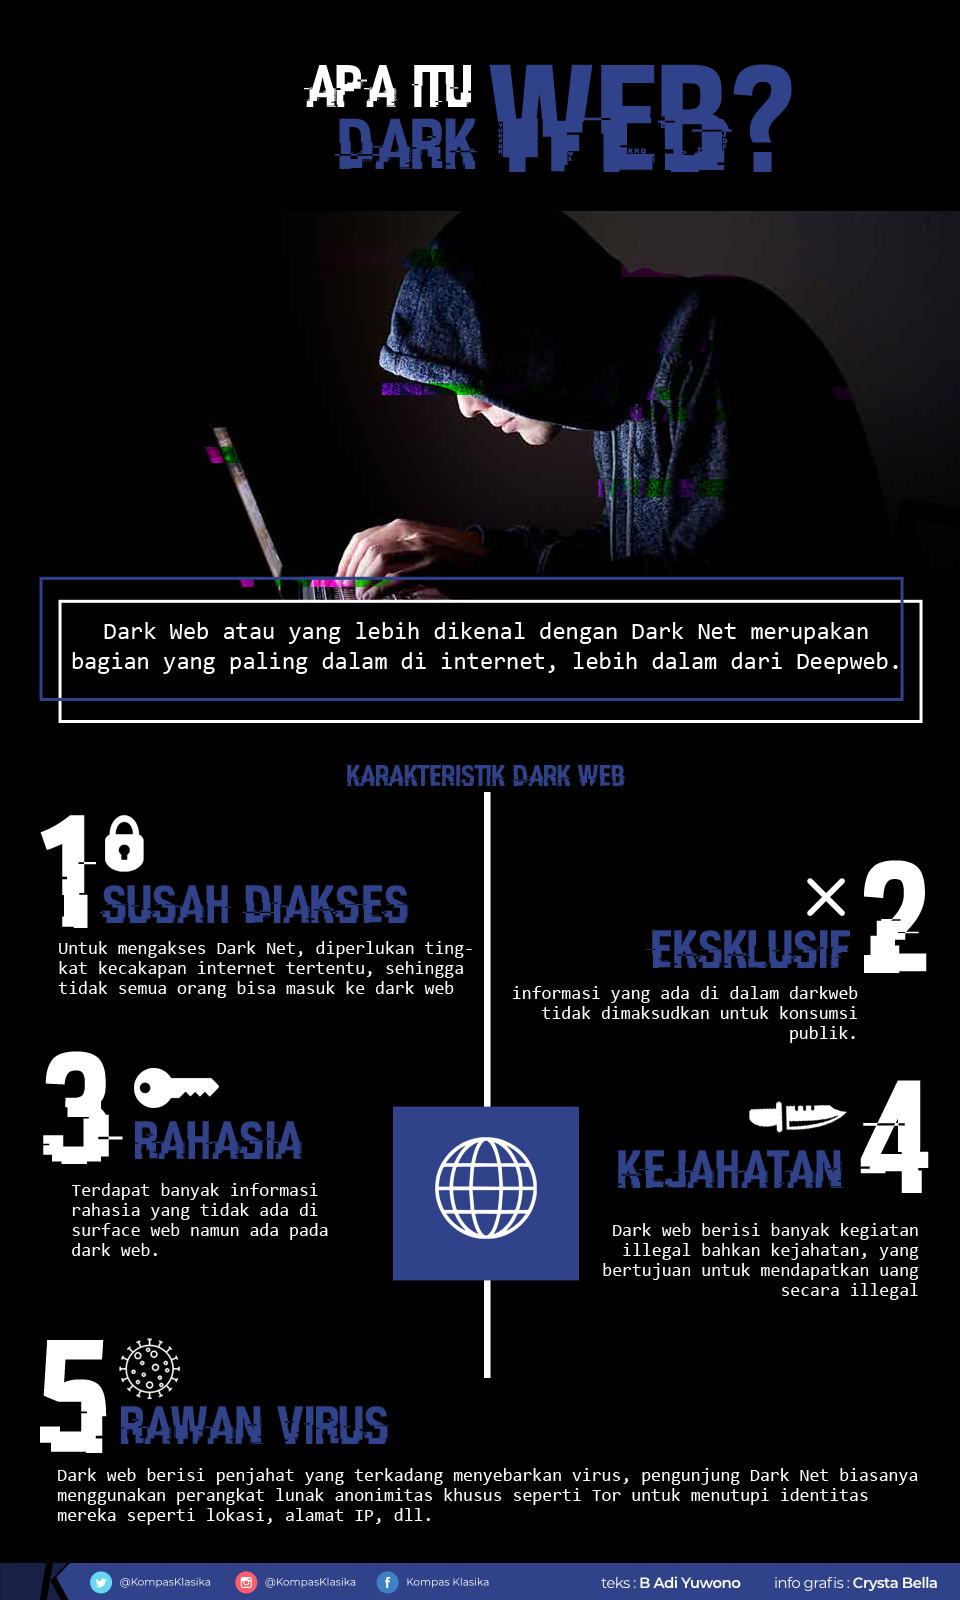 APA ITU
DARK WEB?
Dark Web atau yang lebih dikenal dengan Dark Net merupakan
bagian yang paling dalam di internet, lebih dalam dari Deepweb.
KARAKTERISTIK DARK WEB
1
SUSAH DIAKSES
Untuk mengakses Dark Net, diperlukan ting-
kat kecakapan internet tertentu, sehingga
tidak semua orang bisa masuk ke dark web
2
EKSKLUSIF
informasi yang ada di dalam darkweb
tidak dimaksudkan untuk konsumsi
publik.
3
RAHASIA
Terdapat banyak informasi
rahasia yang tidak ada di
surface web namun ada pada
dark web.
4
KEJAHATAN
Dark web berisi banyak kegiatan
illegal bahkan kejahatan, yang
bertujuan untuk mendapatkan uang
secara illegal
5
RAWAN VIRUS
Dark web berisi penjahat yang terkadang menyebarkan virus, pengunjung Dark Net biasanya
menggunakan perangkat lunak anonimitas khusus seperti Tor untuk menutupi identitas
mereka seperti lokasi, alamat IP, dll.
K @KompasKlasika @KompasKlasika Kompas Klasika teks : B Adi Yuwono info grafis : Crysta Bella